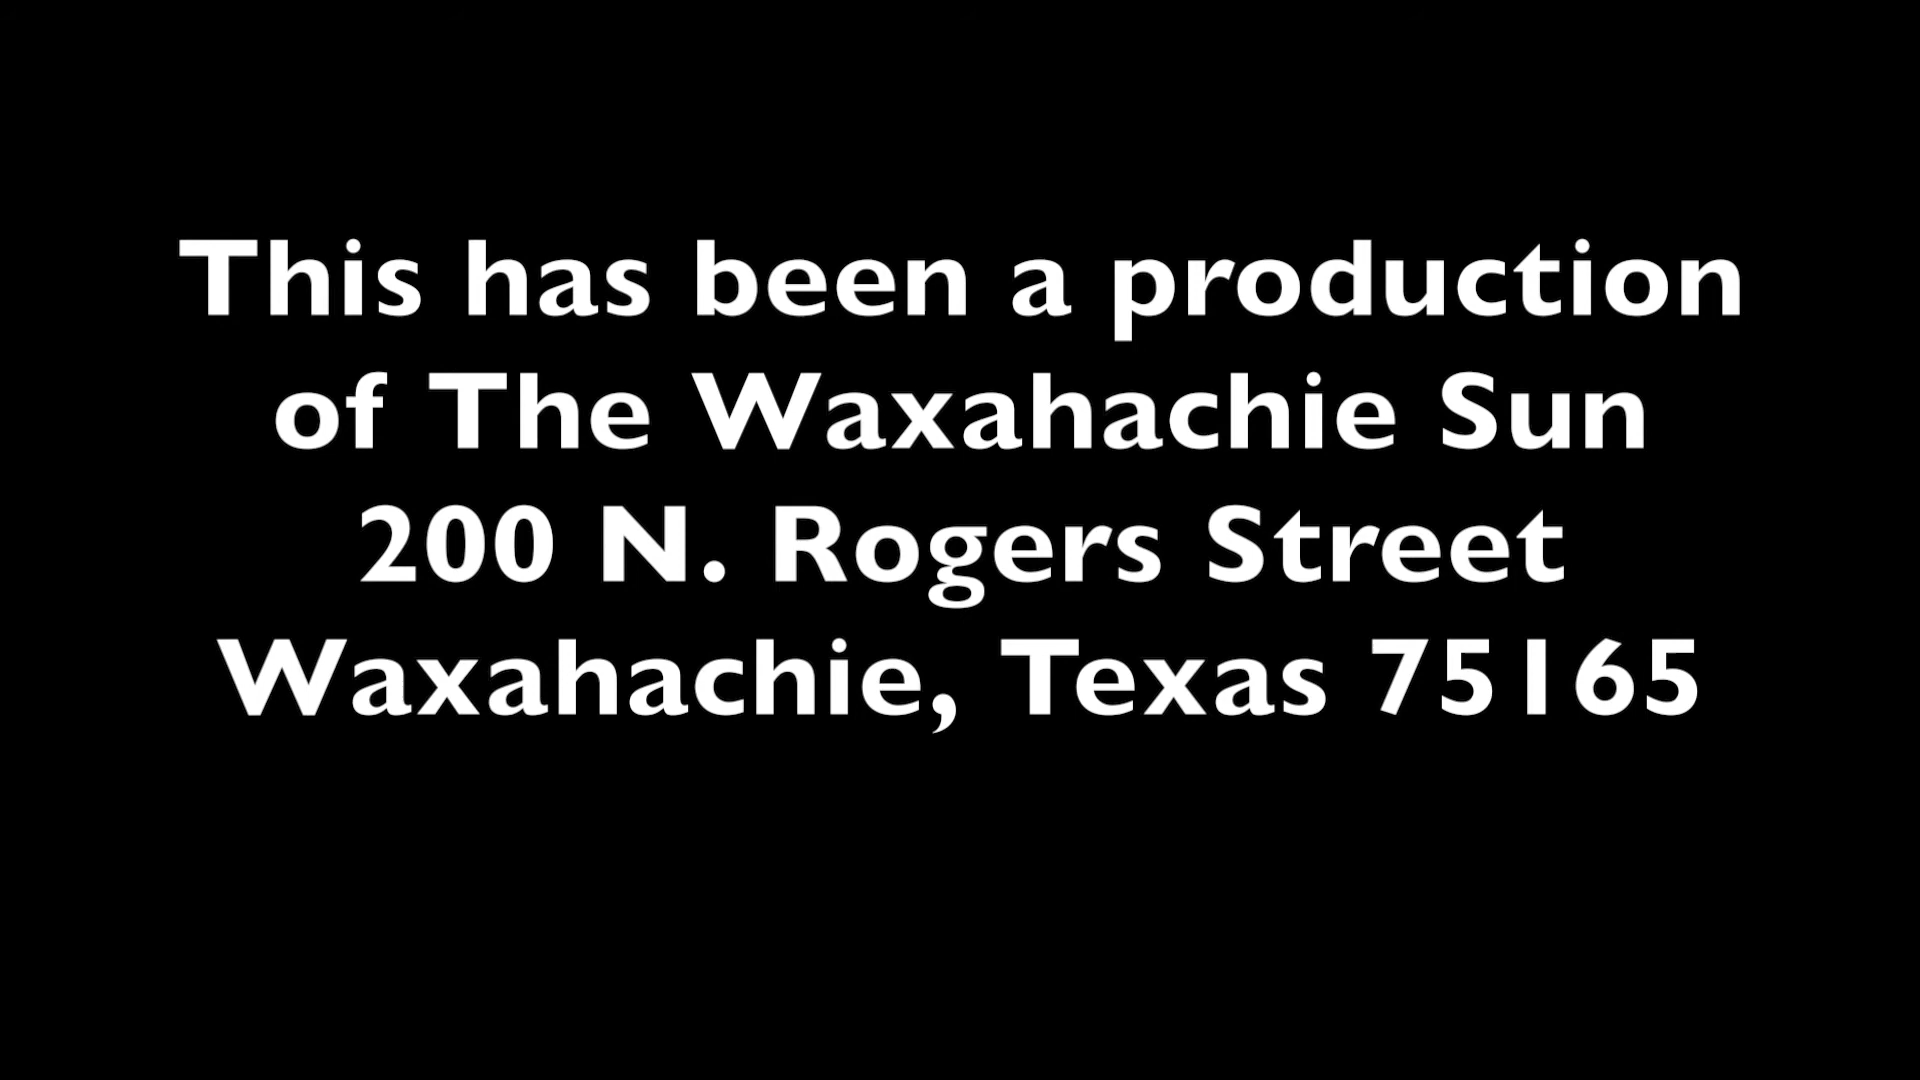 This has been a production
of The Waxahachie Sun
200 N. Rogers Street
Waxahachie, Texas 75165